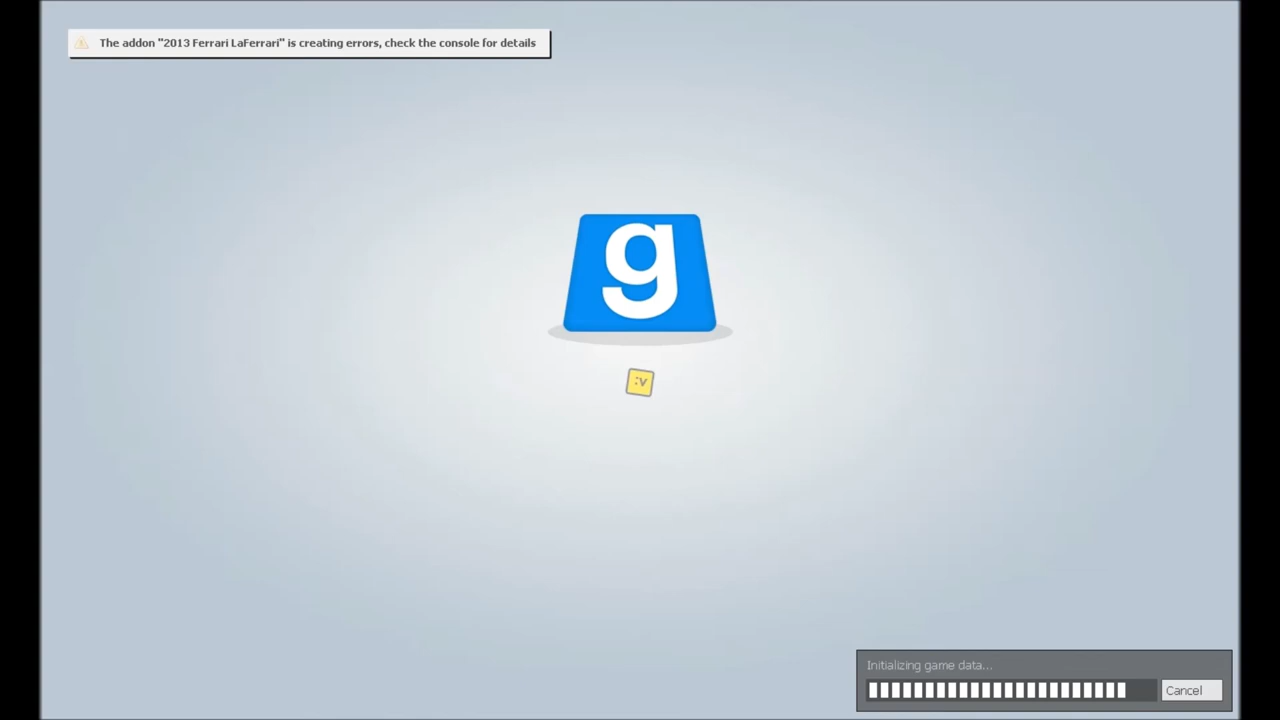 The addon "2013 Ferrari LaFerrari" is creating errors, check the console for details
g
:v
Initializing game data...
Cancel